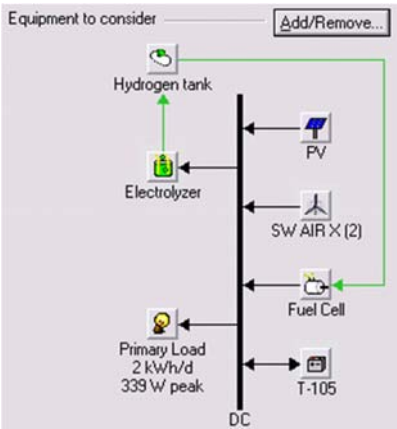 Equipment to consider
Add/Remove...
Hydrogen tank
PV
Electrolyzer
SW AIR X (2)
Fuel Cell
Primary Load
2 kWh/d
339 W peak
T-105
DC